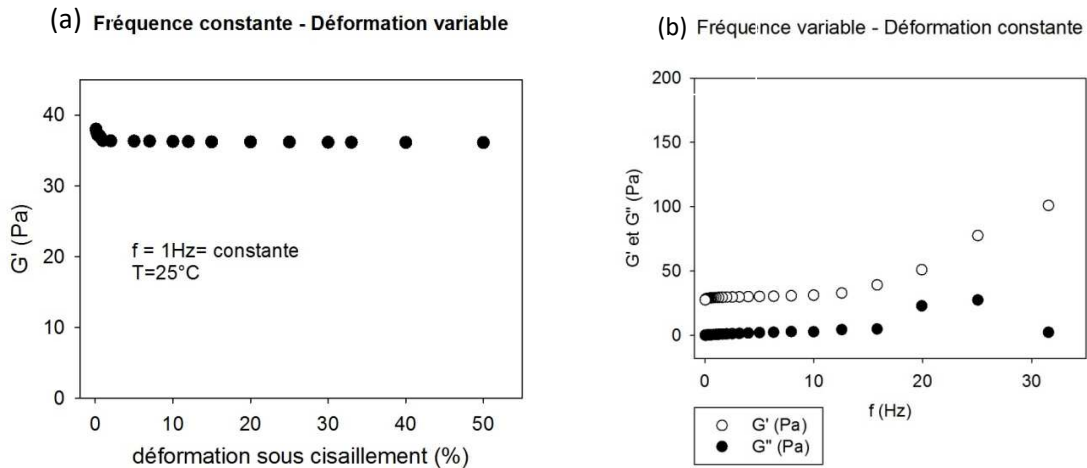 (a) Fréquence constante - Déformation variable
40
30
20
10
0
G' (Pa)
f = 1Hz= constante
T=25°C
0 10 20 30 40 50
déformation sous cisaillement (%)
(b) Fréquence variable - Déformation constante
200
150
100
50
0
G' et G'' (Pa)
0 10 20 30
f (Hz)
G' (Pa)
G'' (Pa)